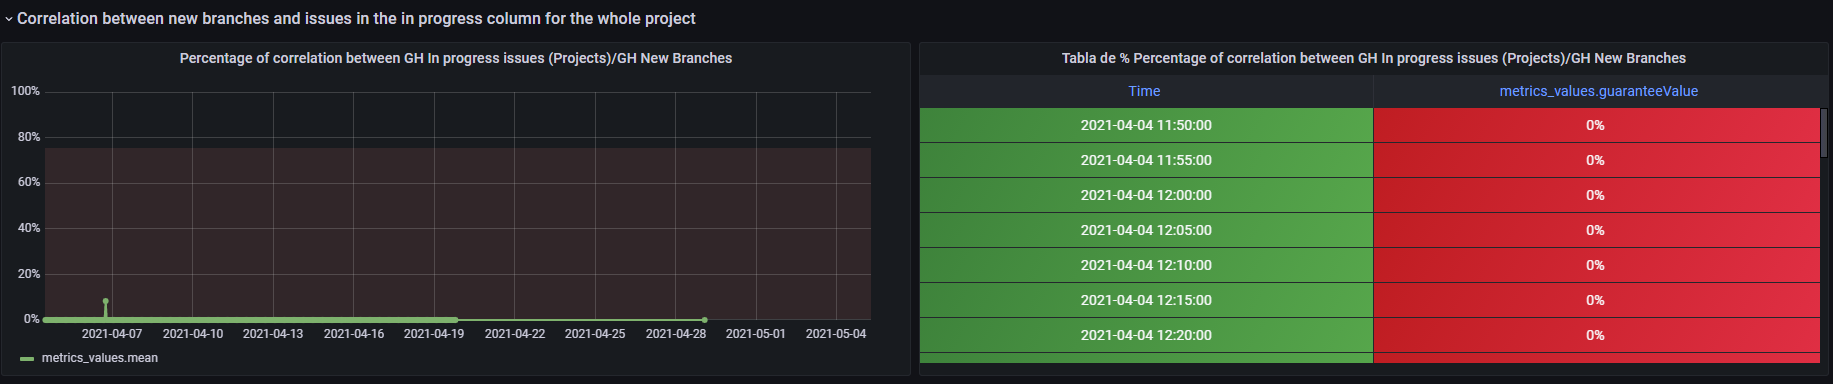 Correlation between new branches and issues in the in progress column for the whole project
Percentage of correlation between GH In progress issues (Projects)/GH New Branches
100%
80%
60%
40%
20%
0%
2021-04-07 2021-04-10 2021-04-13 2021-04-16 2021-04-19 2021-04-22 2021-04-25 2021-04-28 2021-05-01 2021-05-04
metrics_values.mean
Tabla de % Percentage of correlation between GH In progress issues (Projects)/GH New Branches
Time metrics_values.guaranteeValue
2021-04-04 11:50:00 0%
2021-04-04 11:55:00 0%
2021-04-04 12:00:00 0%
2021-04-04 12:05:00 0%
2021-04-04 12:10:00 0%
2021-04-04 12:15:00 0%
2021-04-04 12:20:00 0%